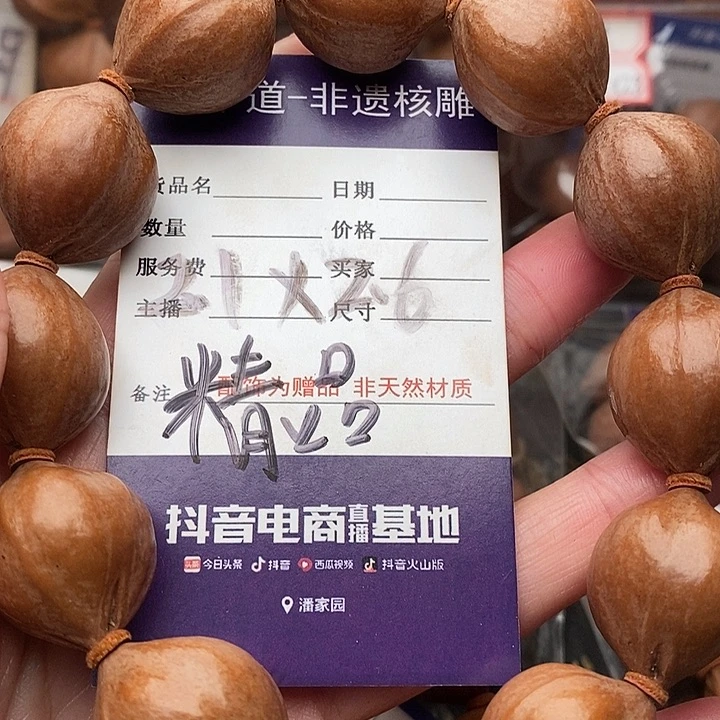 道-非遗核雕
货品名 日期
数量 价格
服务费 买家
21×26
主播 尺寸
备注 配饰为赠品 非天然材质
精品
抖音电商直播基地
今日头条 抖音 西瓜视频 抖音火山版
潘家园